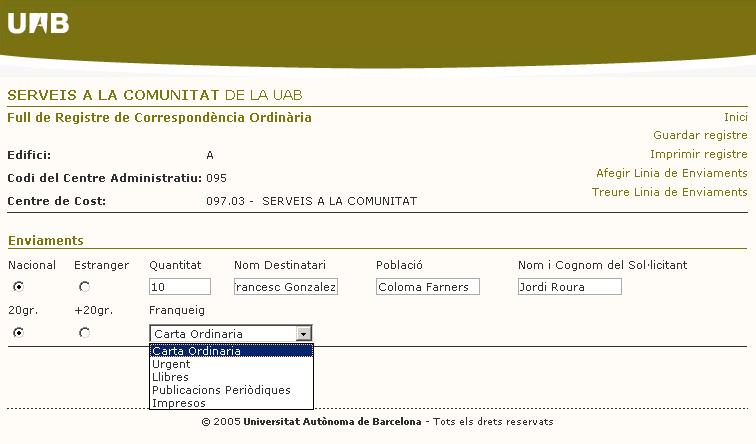 UAB
SERVEIS A LA COMUNITAT DE LA UAB
Full de Registre de Correspondència Ordinària
Inici
Guardar registre
Imprimir registre
Afegir Linia de Enviaments
Treure Linia de Enviaments
Edifici: A
Codi del Centre Administratiu: 095
Centre de Cost: 097.03 - SERVEIS A LA COMUNITAT
Enviaments
Nacional Estranger Quantitat Nom Destinatari Població Nom i Cognom del Sol·licitant
10 rancesc Gonzalez Coloma Farners Jordi Roura
20gr. +20gr. Franqueig
Carta Ordinaria
Carta Ordinaria
Urgent
Llibres
Publicacions Periòdiques
Impresos
© 2005 Universitat Autònoma de Barcelona - Tots els drets reservats